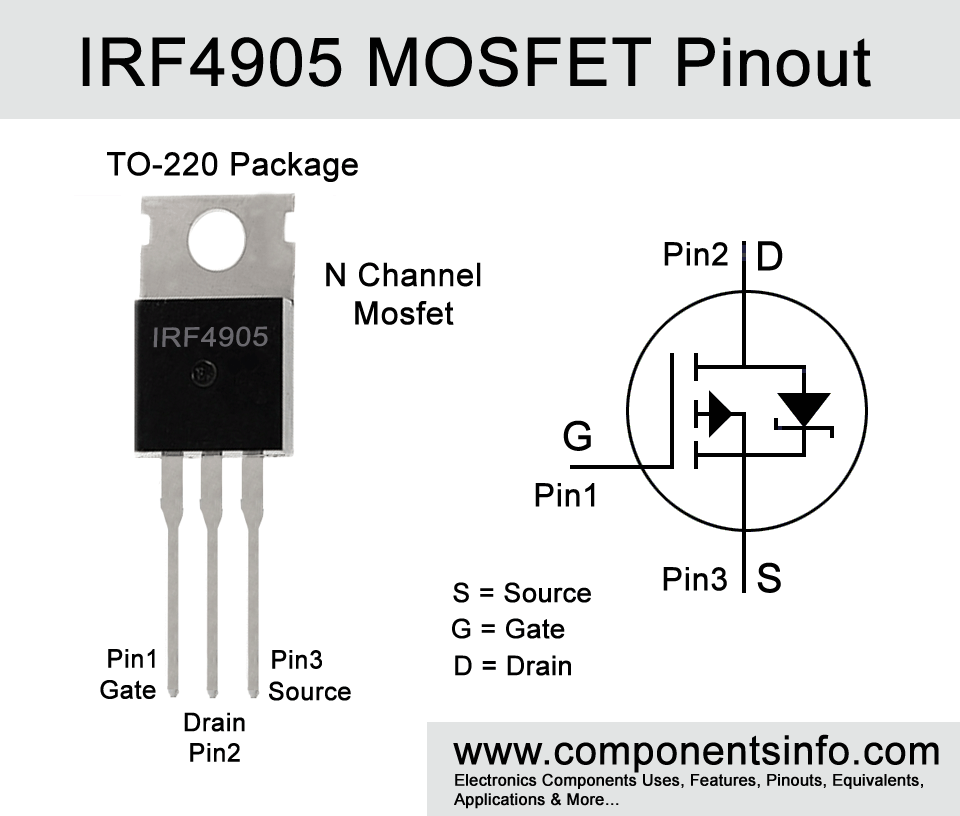 IRF4905 MOSFET Pinout
TO-220 Package
N Channel
Mosfet
IRF4905
Pin1
Gate
Drain
Pin2
Pin3
Source
Pin2 D
G
Pin1
Pin3 S
S = Source
G = Gate
D = Drain
www.componentsinfo.com
Electronics Components Uses, Features, Pinouts, Equivalents,
Applications & More...